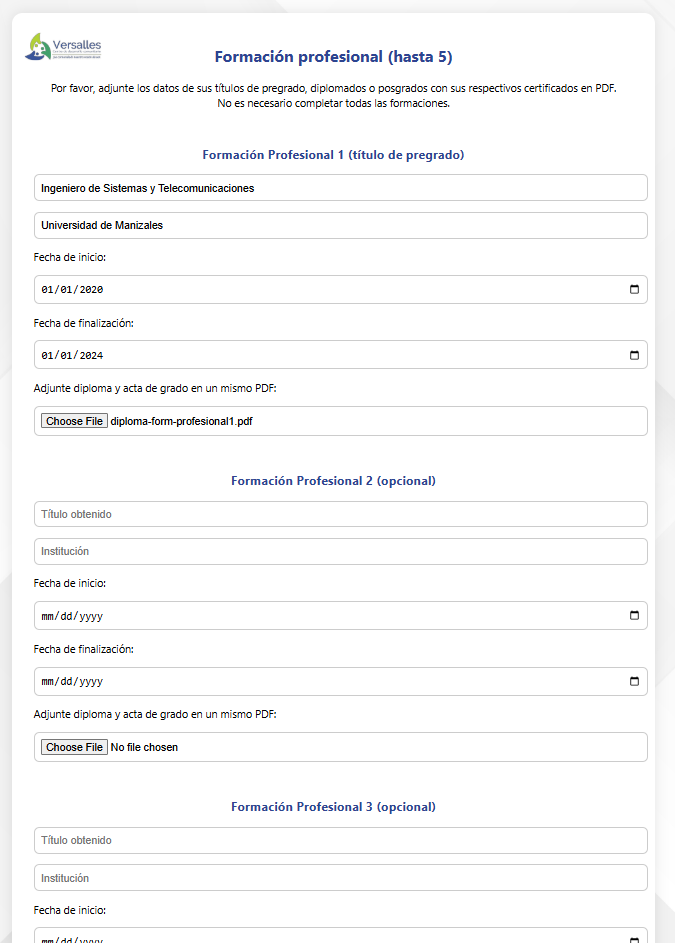 Versalles
Formación profesional (hasta 5)
Por favor, adjunte los datos de sus títulos de pregrado, diplomados o posgrados con sus respectivos certificados en PDF.
No es necesario completar todas las formaciones.
Formación Profesional 1 (título de pregrado)
Ingeniero de Sistemas y Telecomunicaciones
Universidad de Manizales
Fecha de inicio:
01/01/2020
Fecha de finalización:
01/01/2024
Adjunte diploma y acta de grado en un mismo PDF:
Choose File diploma-form-profesional1.pdf
Formación Profesional 2 (opcional)
Título obtenido
Institución
Fecha de inicio:
mm/dd/yyyy
Fecha de finalización:
mm/dd/yyyy
Adjunte diploma y acta de grado en un mismo PDF:
Choose File No file chosen
Formación Profesional 3 (opcional)
Título obtenido
Institución
Fecha de inicio:
mm/dd/yyyy